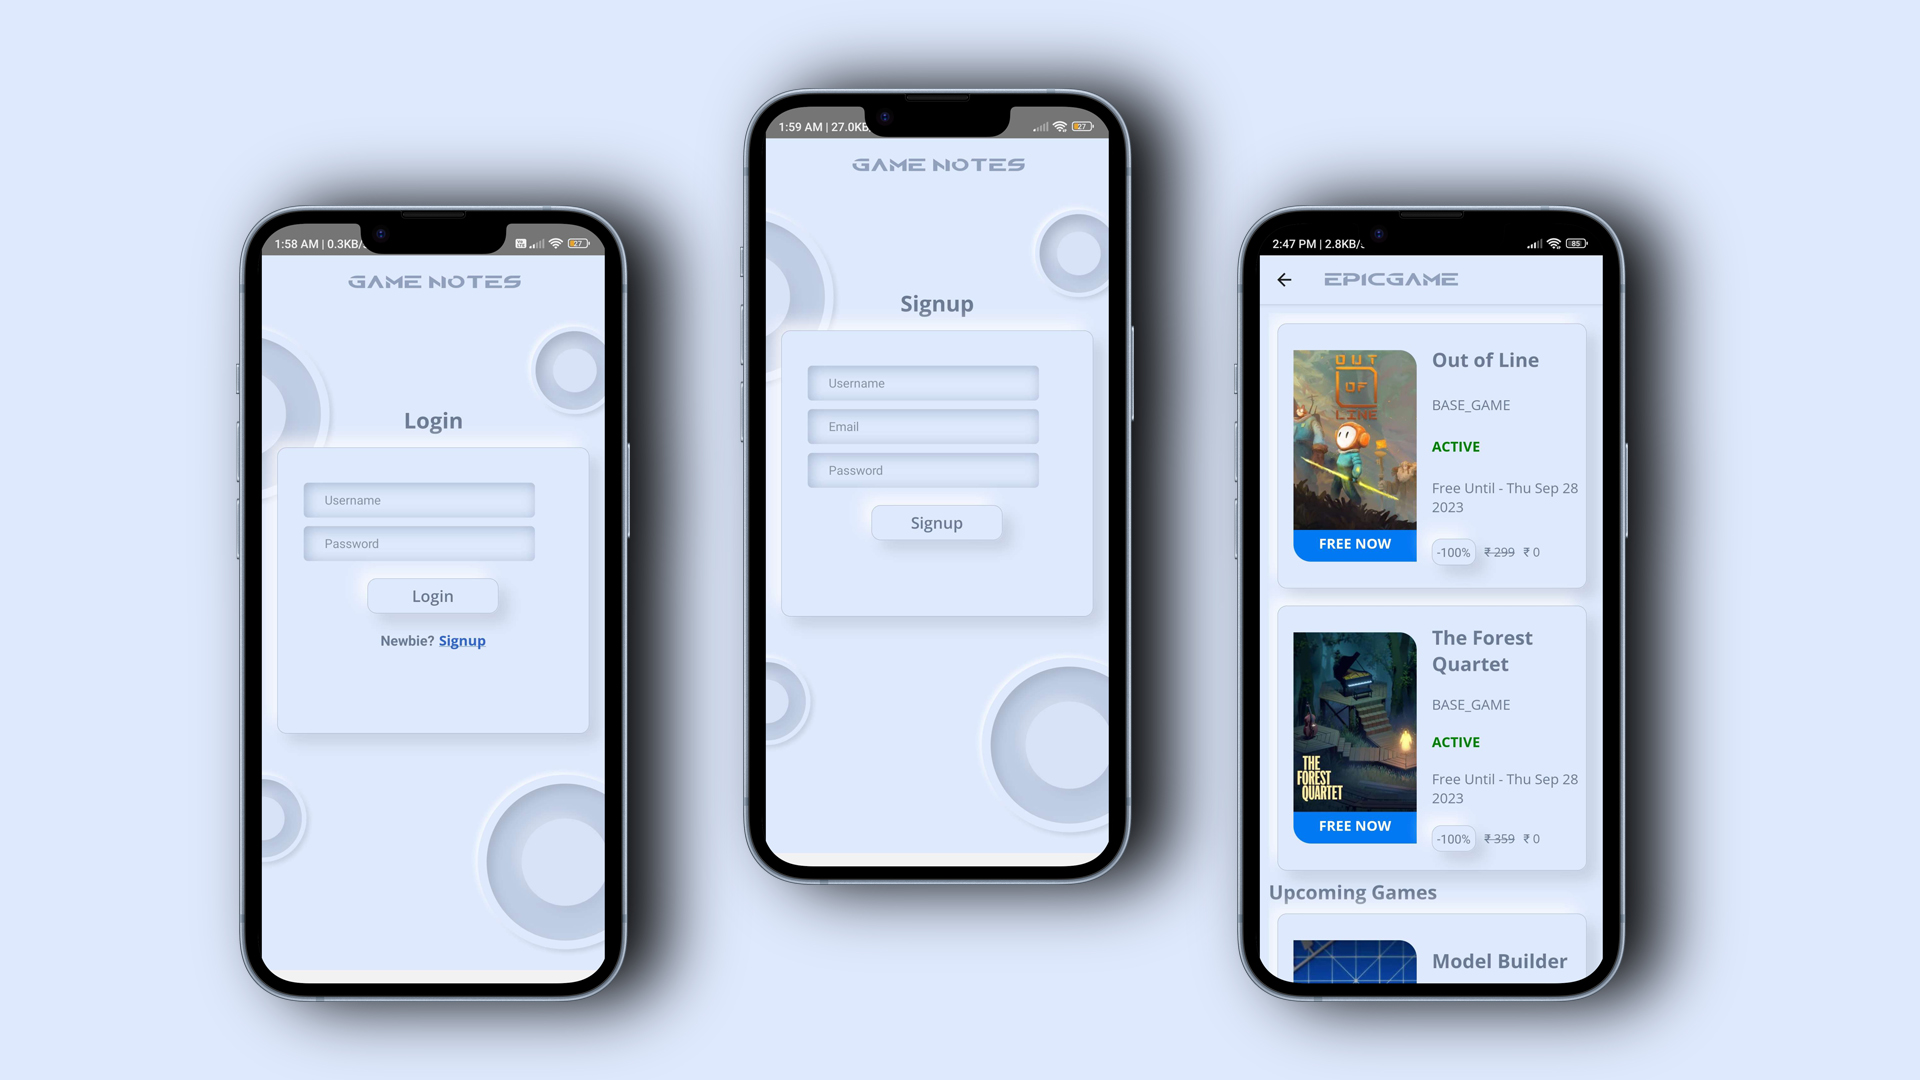 1:58 AM | 0.3KB/
27
GAME NOTES
Login
Username
Password
Login
Newbie? Signup
1:59 AM | 27.0KB
27
GAME NOTES
Signup
Username
Email
Password
Signup
2:47 PM | 2.8KB/
85
EPICGAME
OUT
OF
LINE
FREE NOW
Out of Line
BASE_GAME
ACTIVE
Free Until - Thu Sep 28
2023
-100% ₹ 299 ₹ 0
THE
FOREST
QUARTET
FREE NOW
The Forest
Quartet
BASE_GAME
ACTIVE
Free Until - Thu Sep 28
2023
-100% ₹ 359 ₹ 0
Upcoming Games
Model Builder